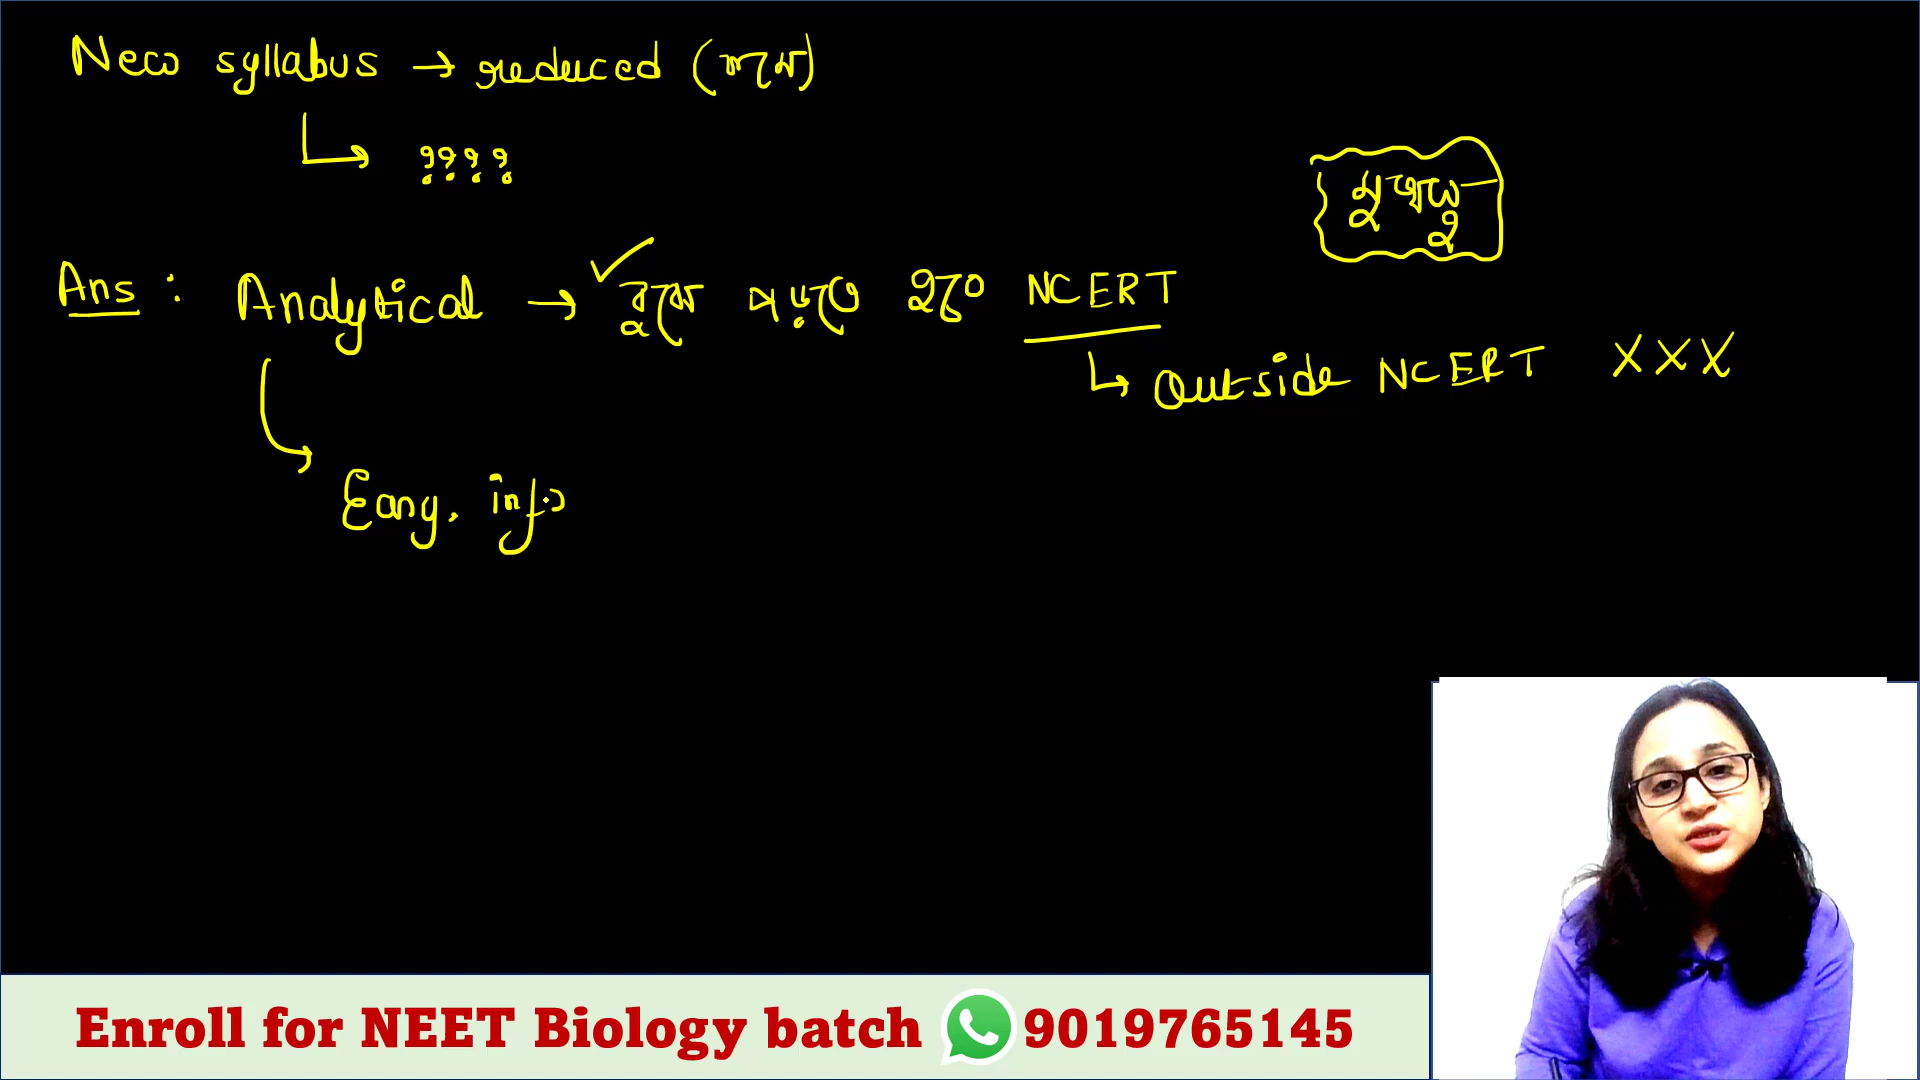 New syllabus → reduced (কম)
????
মুখস্থ
Ans : Analytical → ✓ বুঝে পড়তে হবে NCERT
Outside NCERT XXX
Easy. info
Enroll for NEET Biology batch 9019765145